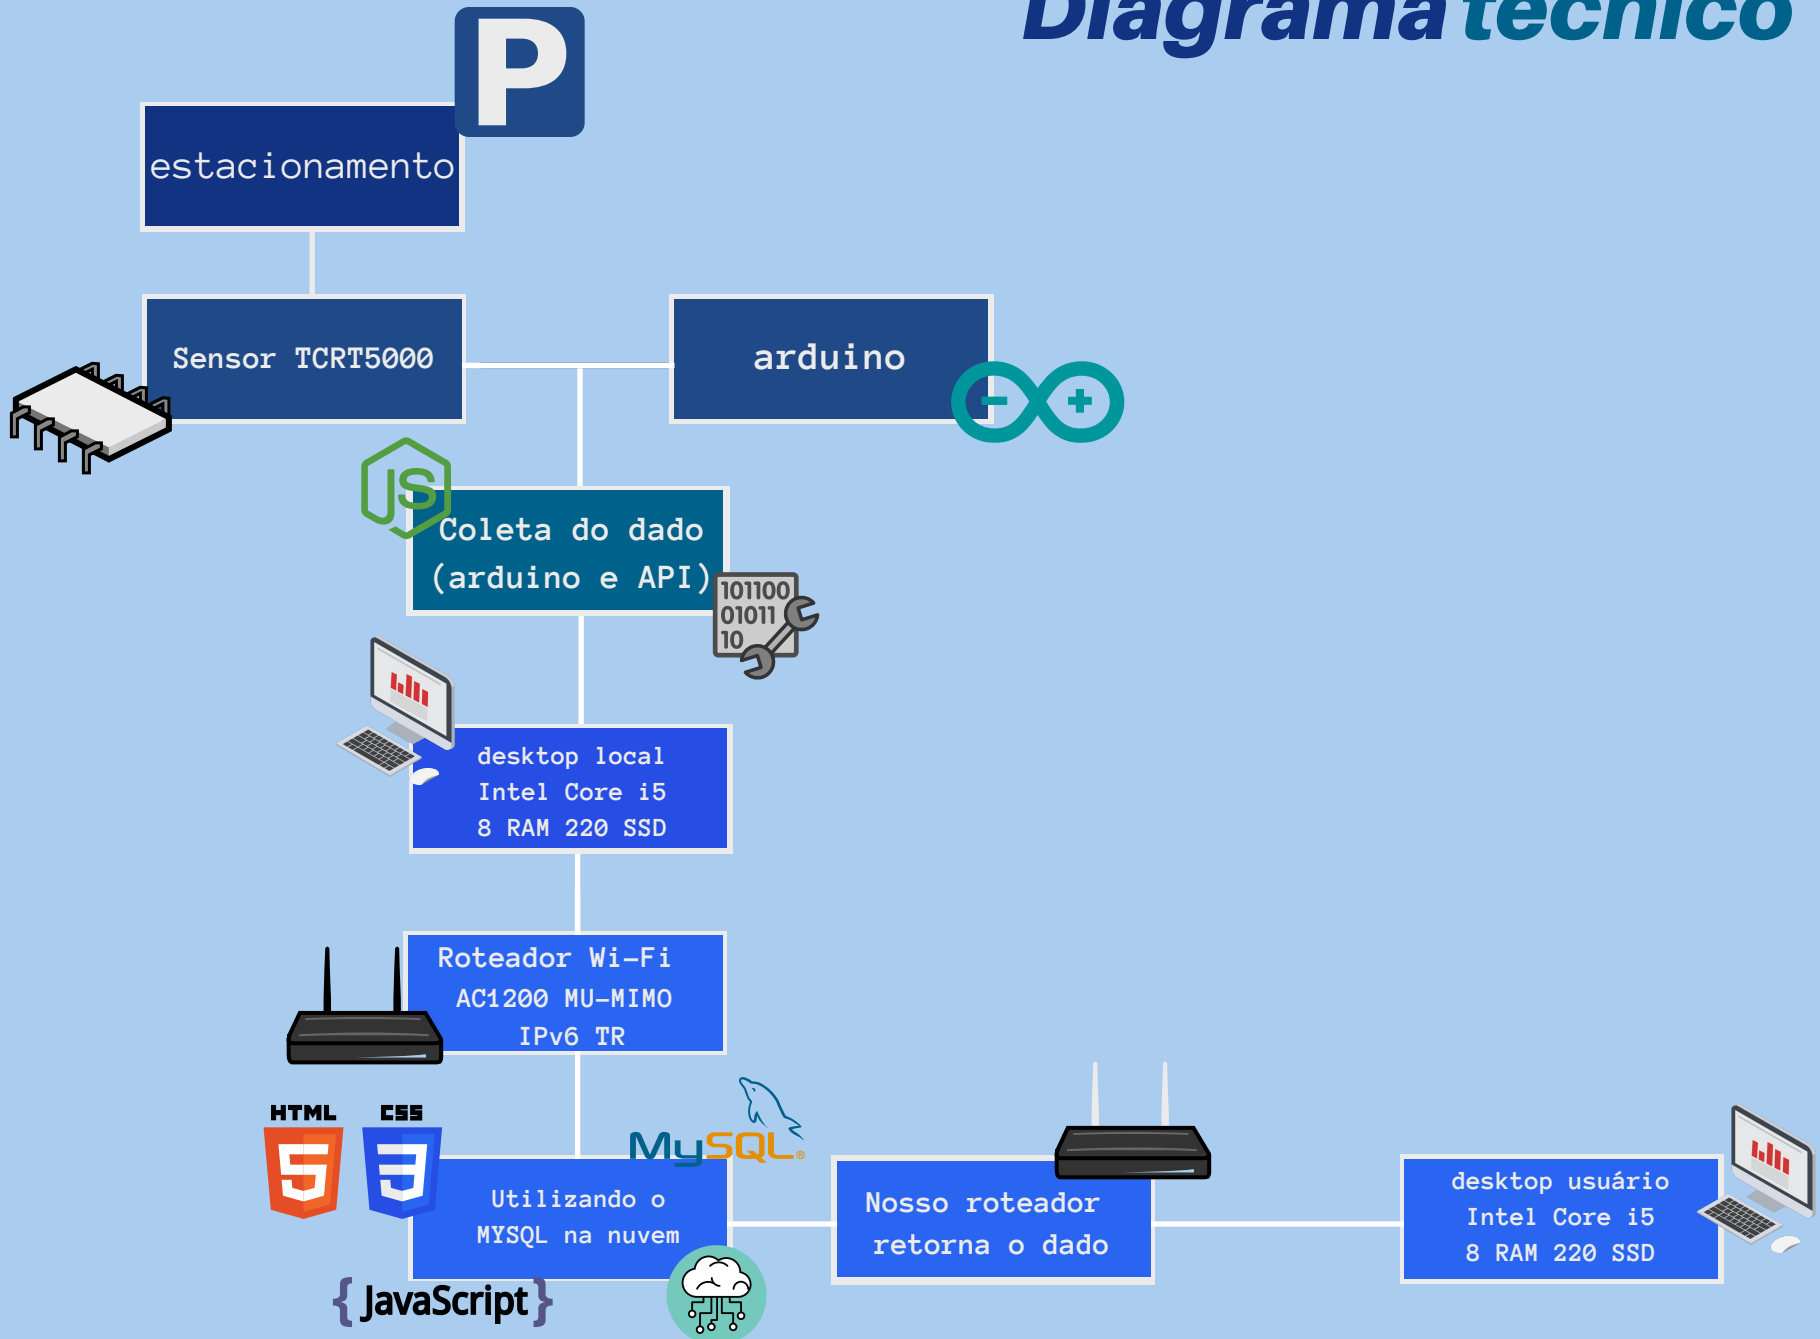 Diagrama técnico
P
estacionamento
Sensor TCRT5000
arduino
JS
Coleta do dado
(arduino e API)
101100
01011
10
desktop local
Intel Core i5
8 RAM 220 SSD
Roteador Wi-Fi
AC1200 MU-MIMO
IPv6 TR
HTML
CSS
5
3
MySQL®
Utilizando o
MYSQL na nuvem
{ JavaScript }
Nosso roteador
retorna o dado
desktop usuário
Intel Core i5
8 RAM 220 SSD